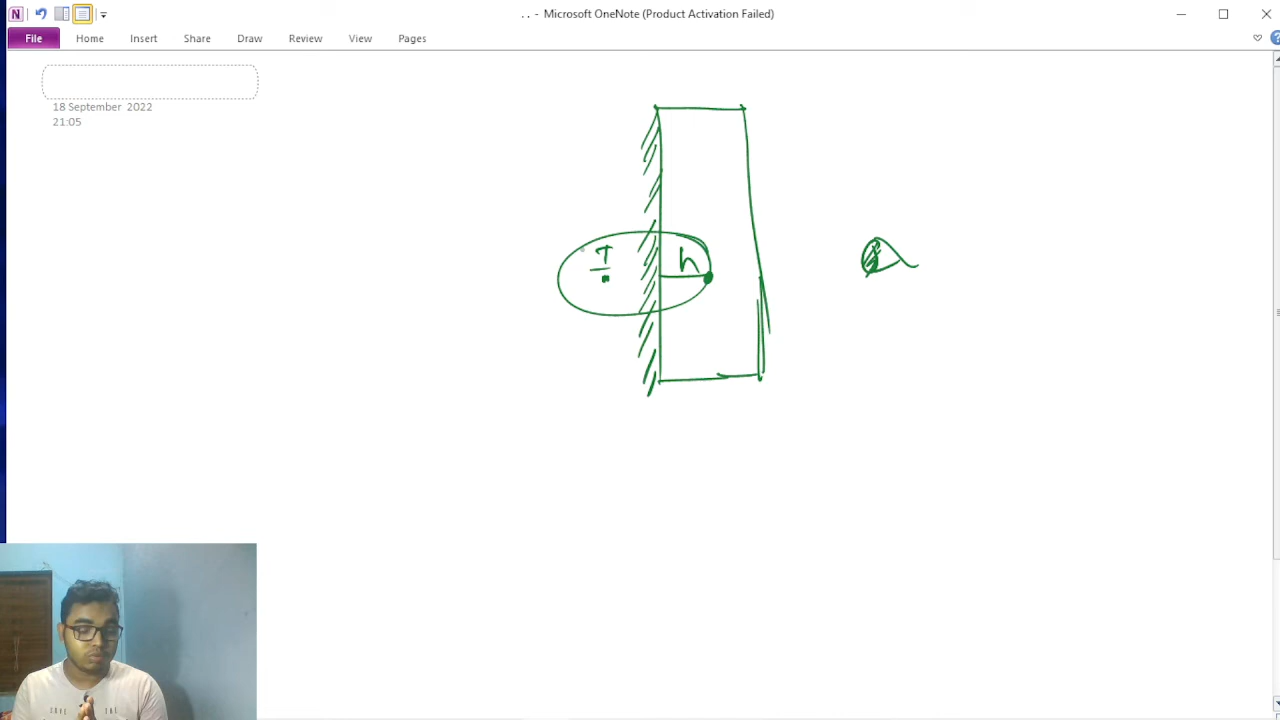 .. - Microsoft OneNote (Product Activation Failed)
File Home Insert Share Draw Review View Pages
18 September 2022
21:05
h